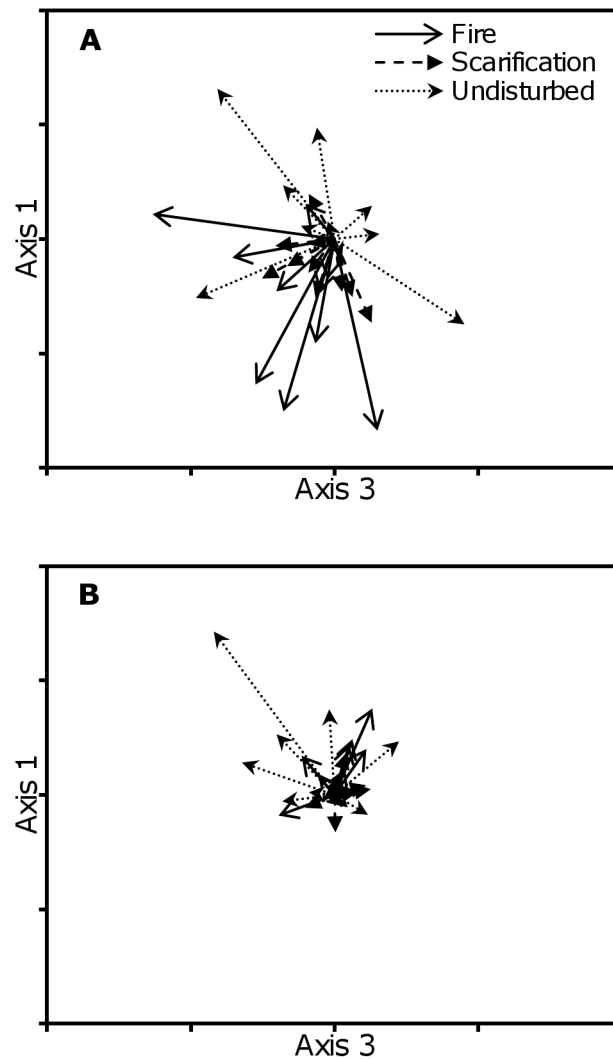 A
Fire
Scarification
Undisturbed
Axis 1
Axis 3
B
Axis 1
Axis 3